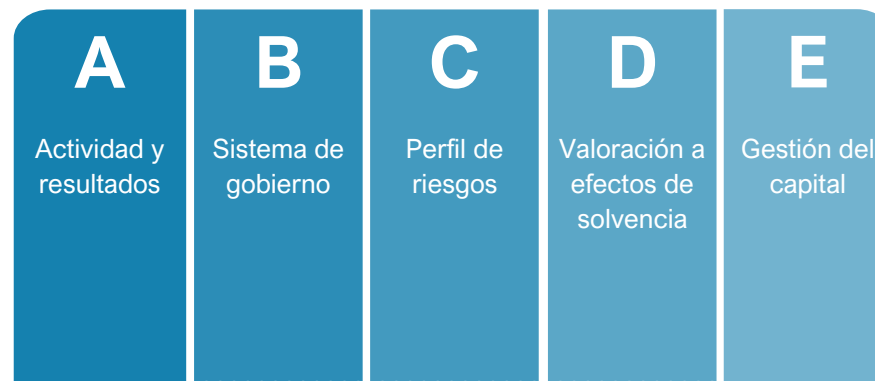 A
Actividad y
resultados
B
Sistema de
gobierno
C
Perfil de
riesgos
D
Valoración a
efectos de
solvencia
E
Gestión del
capital